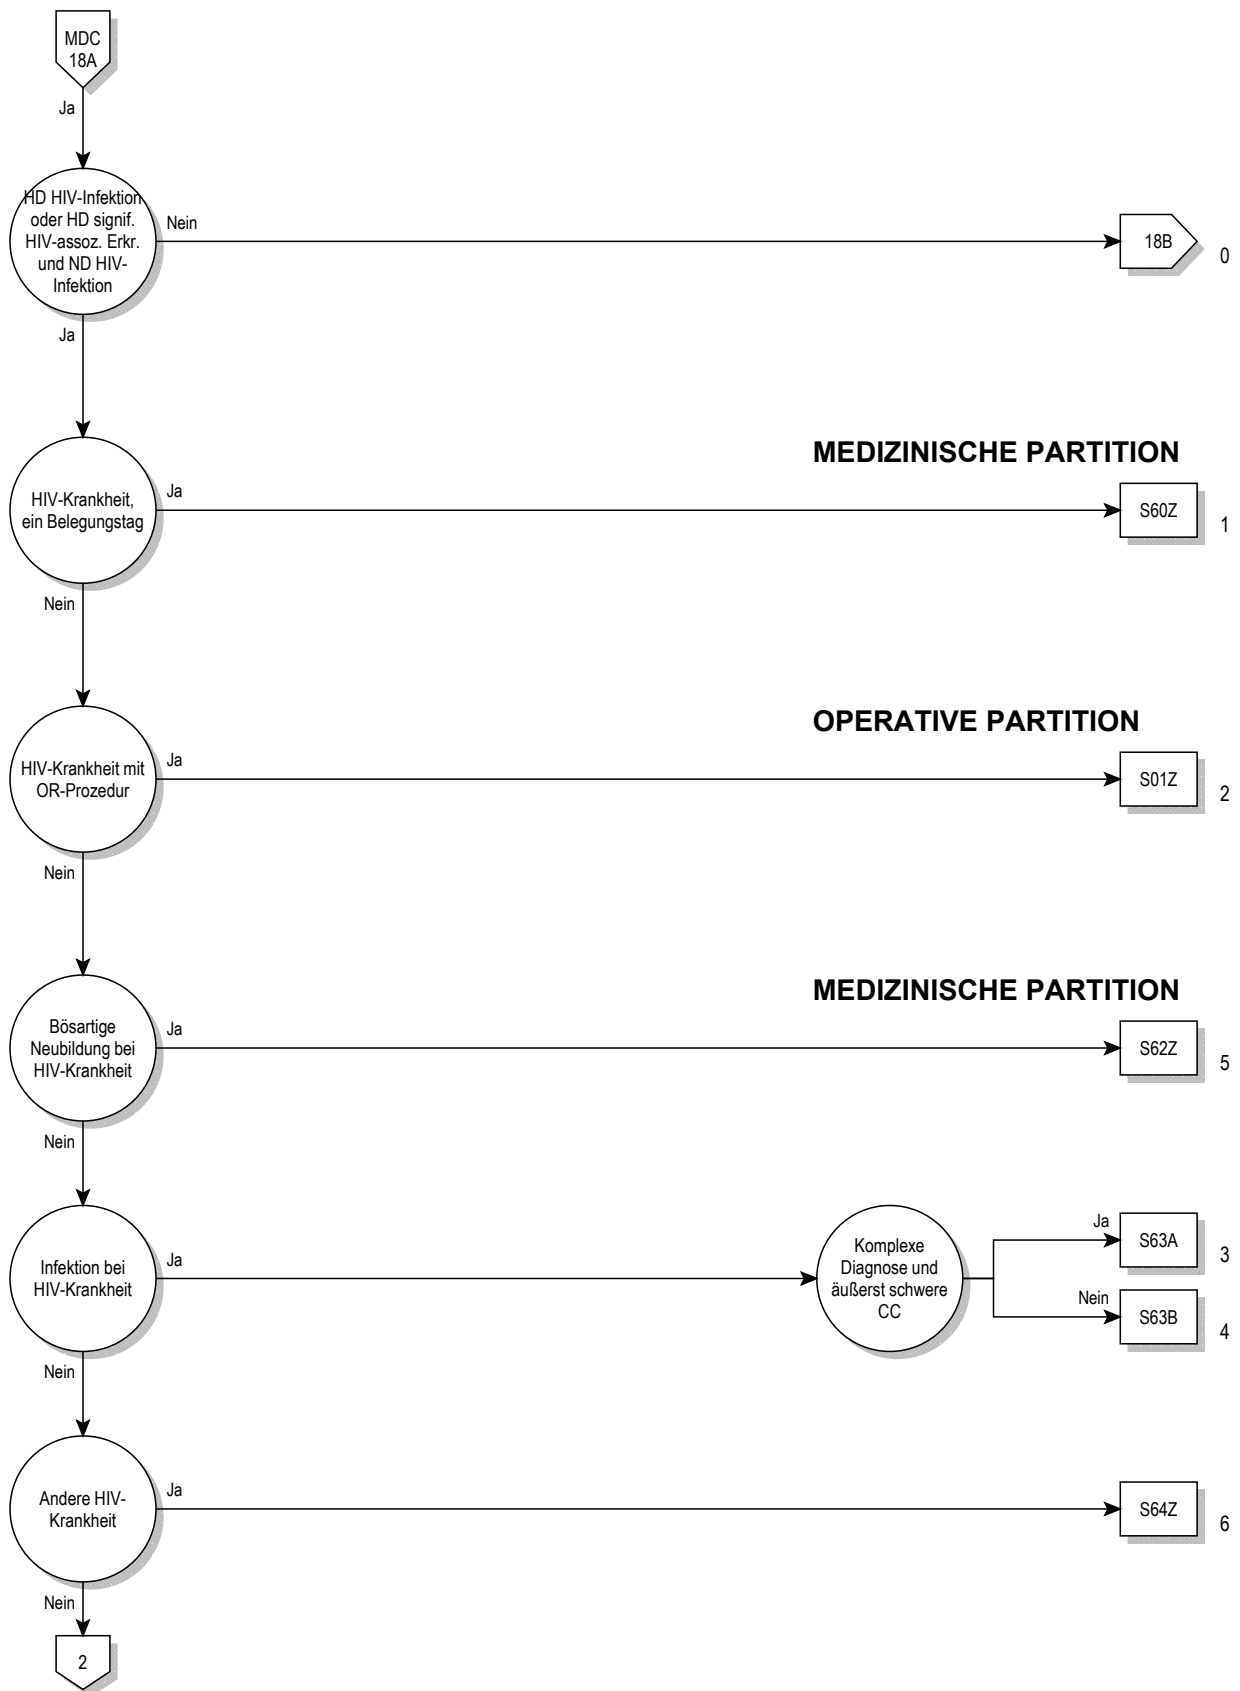 MDC
18A
Ja
HD HIV-Infektion
oder HD signif.
HIV-assoz. Erkr.
und ND HIV-
Infektion
Nein
18B
0
Ja
MEDIZINISCHE PARTITION
HIV-Krankheit,
ein Belegungstag
Ja
S60Z
1
Nein
OPERATIVE PARTITION
HIV-Krankheit mit
OR-Prozedur
Ja
S01Z
2
Nein
MEDIZINISCHE PARTITION
Bösartige
Neubildung bei
HIV-Krankheit
Ja
S62Z
5
Nein
Infektion bei
HIV-Krankheit
Ja
Komplexe
Diagnose und
äußerst schwere
CC
Ja
S63A
3
Nein
S63B
4
Nein
Andere HIV-
Krankheit
Ja
S64Z
6
Nein
2